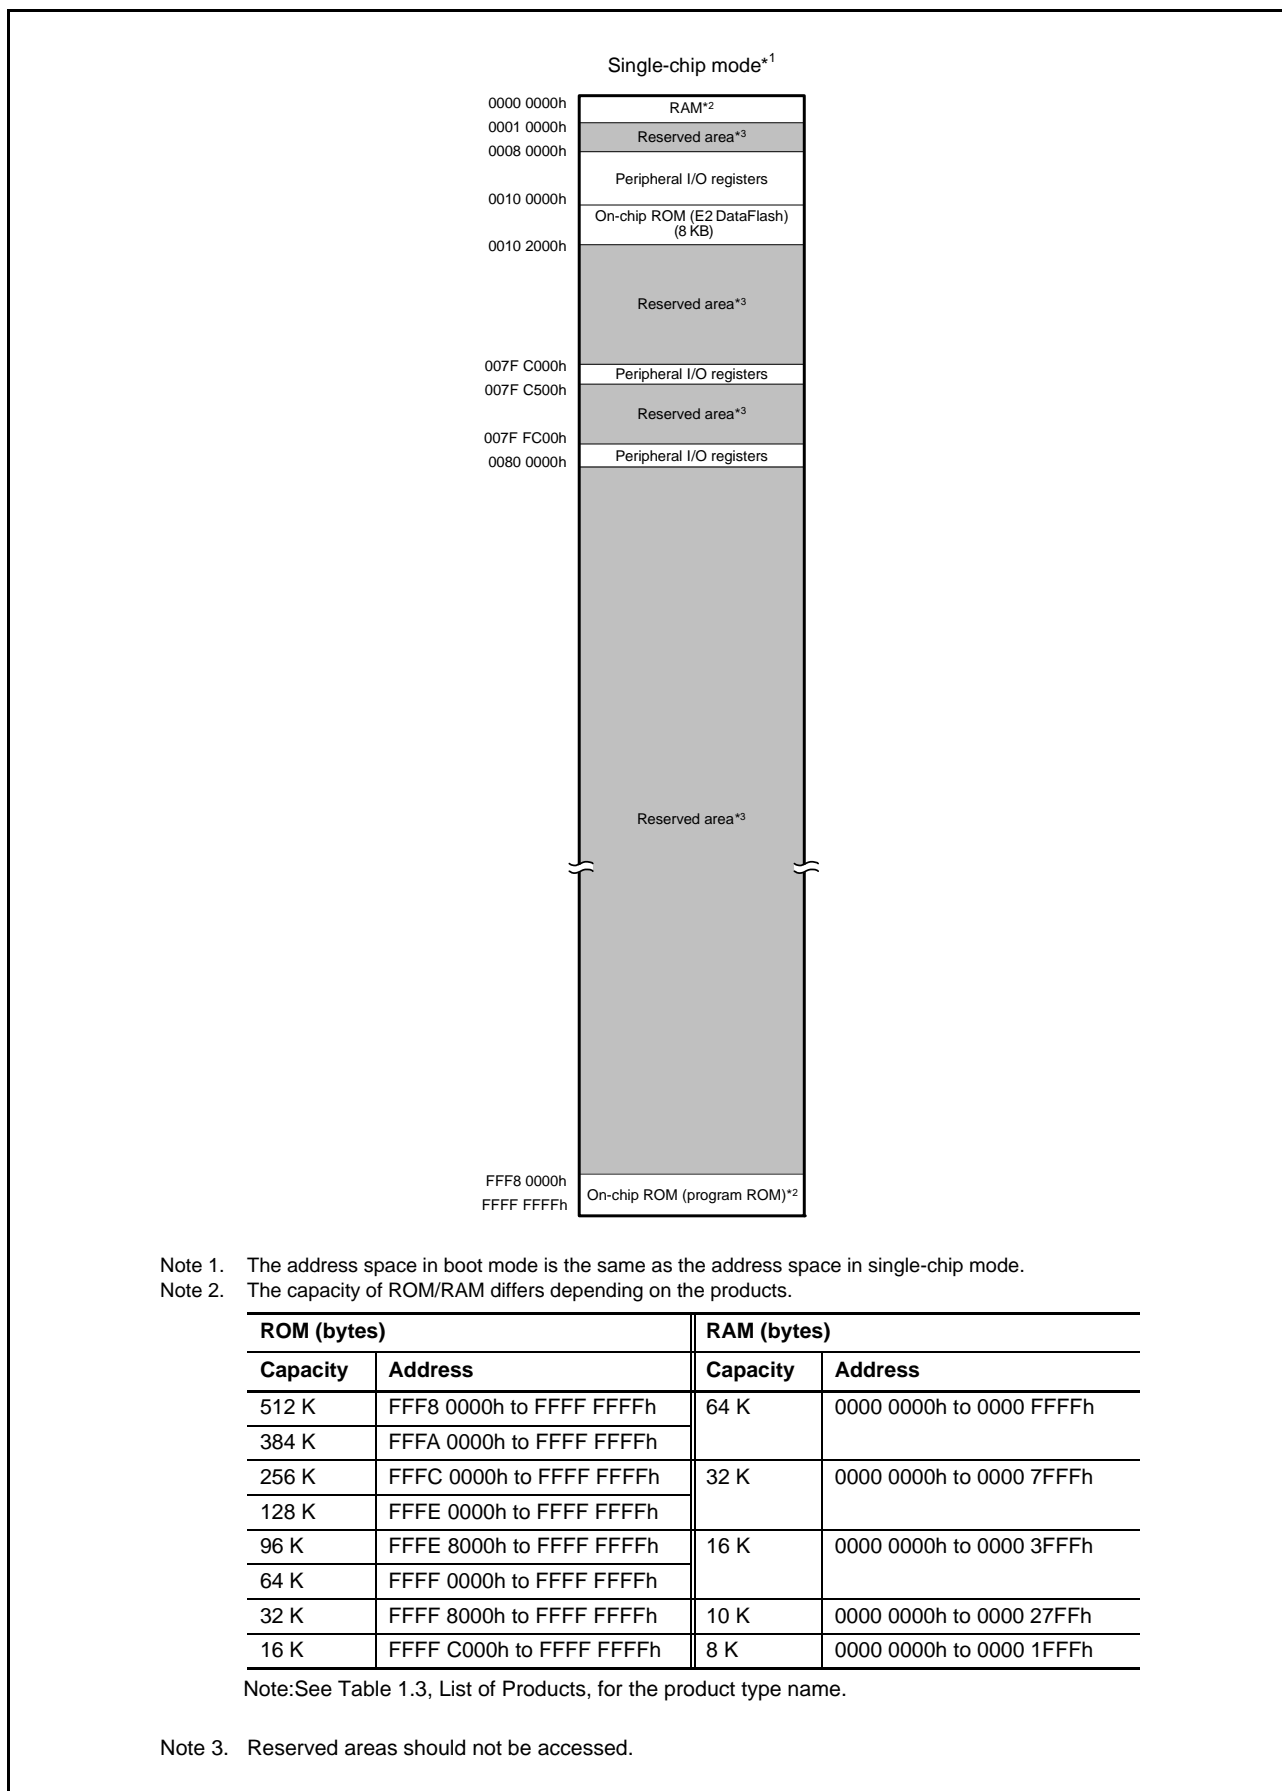 Single-chip mode*1
0000 0000h
RAM*2
0001 0000h
Reserved area*3
0008 0000h
Peripheral I/O registers
0010 0000h
On-chip ROM (E2 DataFlash)
(8 KB)
0010 2000h
Reserved area*3
007F C000h
Peripheral I/O registers
007F C500h
Reserved area*3
007F FC00h
Peripheral I/O registers
0080 0000h
Reserved area*3
FFF8 0000h
On-chip ROM (program ROM)*2
FFFF FFFFh
Note 1. The address space in boot mode is the same as the address space in single-chip mode.
Note 2. The capacity of ROM/RAM differs depending on the products.
ROM (bytes) RAM (bytes)
Capacity Address Capacity Address
512 K FFF8 0000h to FFFF FFFFh 64 K 0000 0000h to 0000 FFFFh
384 K FFFA 0000h to FFFF FFFFh
256 K FFFC 0000h to FFFF FFFFh 32 K 0000 0000h to 0000 7FFFh
128 K FFFE 0000h to FFFF FFFFh
96 K FFFE 8000h to FFFF FFFFh 16 K 0000 0000h to 0000 3FFFh
64 K FFFF 0000h to FFFF FFFFh
32 K FFFF 8000h to FFFF FFFFh 10 K 0000 0000h to 0000 27FFh
16 K FFFF C000h to FFFF FFFFh 8 K 0000 0000h to 0000 1FFFh
Note:See Table 1.3, List of Products, for the product type name.
Note 3. Reserved areas should not be accessed.